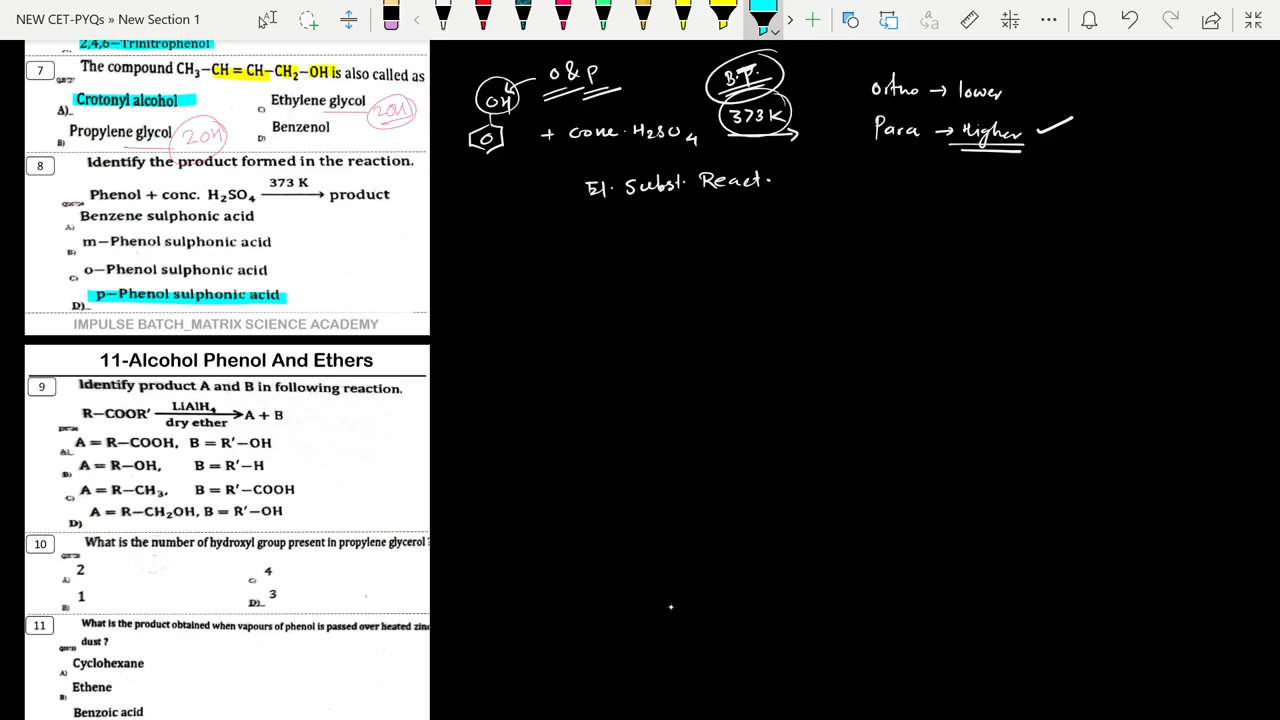 NEW CET-PYQs » New Section 1
2,4,6–Trinitrophenol
7
The compound CH₃–CH = CH–CH₂–OH is also called as
A) Crotonyl alcohol
C) Ethylene glycol 2OH
B) Propylene glycol 2OH
D) Benzenol
8
Identify the product formed in the reaction.
373 K
Phenol + conc. H₂SO₄ → product
A) Benzene sulphonic acid
B) m–Phenol sulphonic acid
C) o–Phenol sulphonic acid
D) p–Phenol sulphonic acid
IMPULSE BATCH_MATRIX SCIENCE ACADEMY
11-Alcohol Phenol And Ethers
9
Identify product A and B in following reaction.
LiAlH₄
R–COOR′ → A + B
dry ether
A) A = R–COOH, B = R′–OH
B) A = R–OH, B = R′–H
C) A = R–CH₃, B = R′–COOH
D) A = R–CH₂OH, B = R′–OH
10
What is the number of hydroxyl group present in propylene glycerol ?
A) 2
C) 4
B) 1
D) 3
11
What is the product obtained when vapours of phenol is passed over heated zinc
dust ?
A) Cyclohexane
B) Ethene
Benzoic acid
o & p
OH
B.P.
373 K
+ conc. H₂SO₄
El. Subst. React.
Ortho → lower
Para → Higher